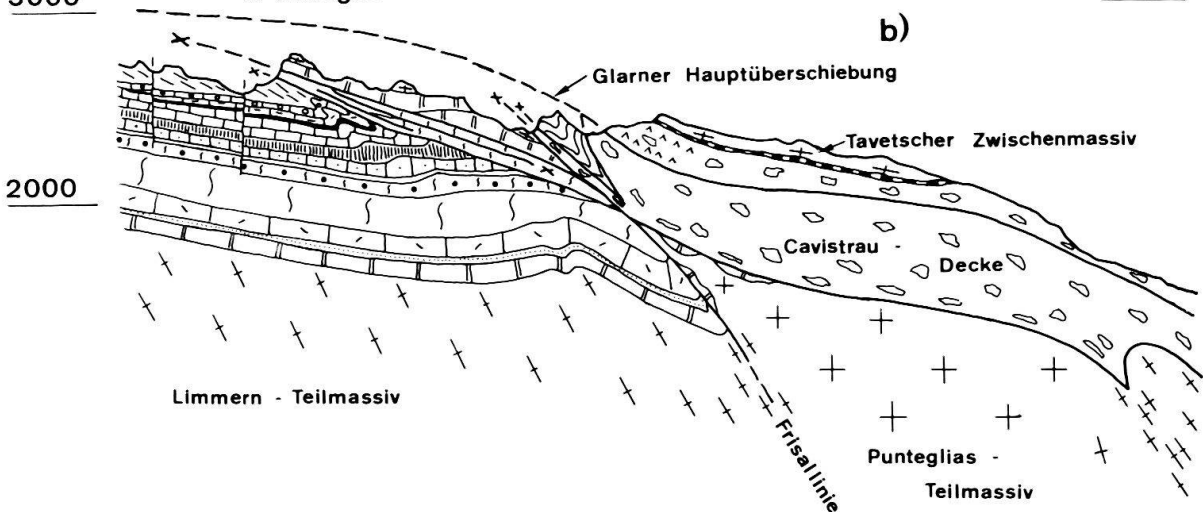 b)
Glarner Hauptüberschiebung
Tavetscher Zwischenmassiv
2000
Cavistrau -
Decke
Limmern - Teilmassiv
Frisallinie
Punteglias -
Teilmassiv